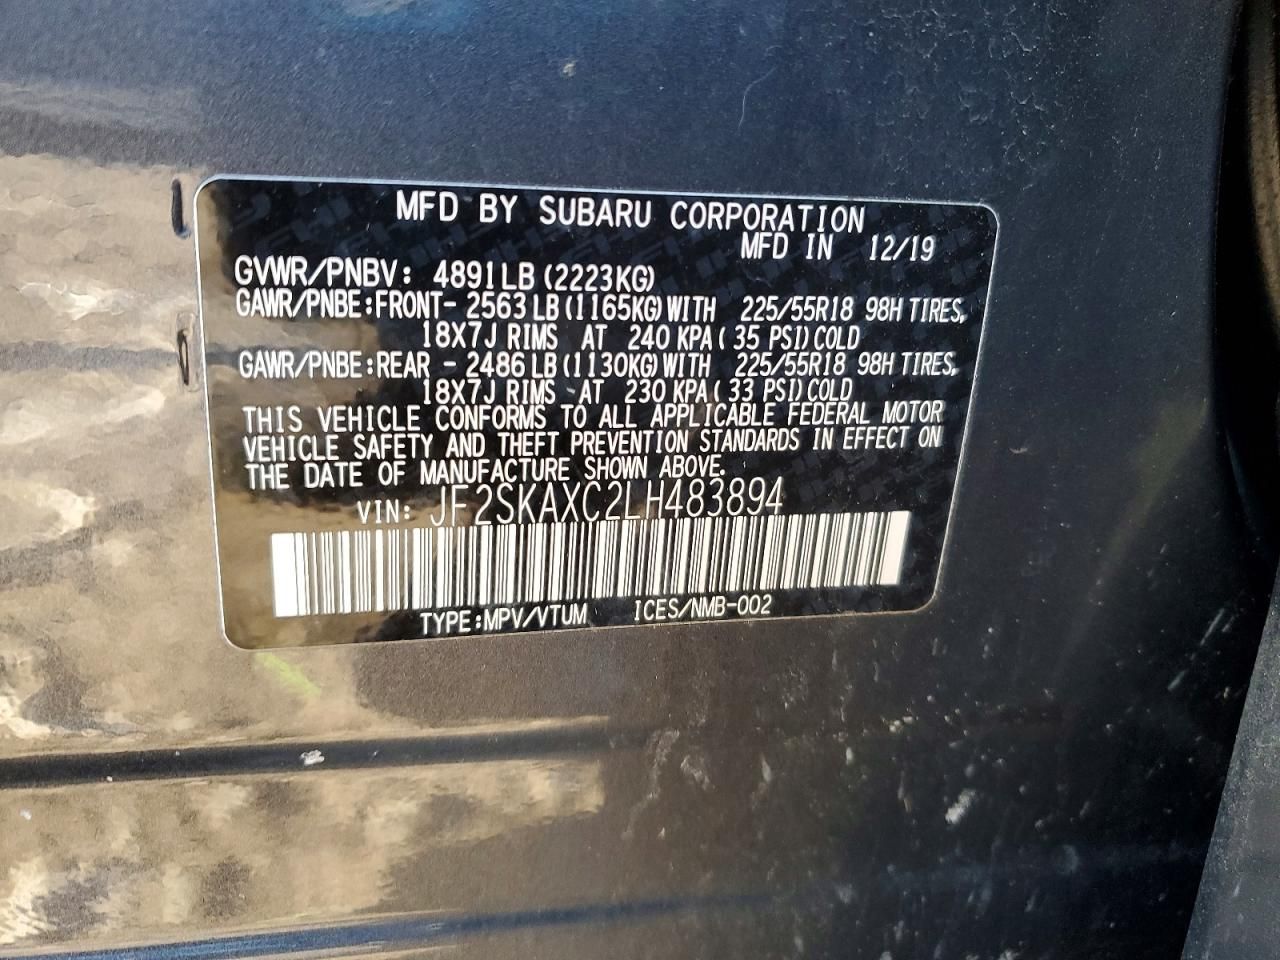 MFD BY SUBARU CORPORATION
MFD IN 12/19
GVWR/PNBV: 4891LB (2223KG)
GAWR/PNBE:FRONT- 2563LB (1165KG) WITH 225/55R18 98H TIRES,
18X7J RIMS AT 240 KPA( 35 PSI) COLD
GAWR/PNBE:REAR - 2486LB (1130KG) WITH 225/55R18 98H TIRES,
18X7J RIMS AT 230 KPA( 33 PSI) COLD
THIS VEHICLE CONFORMS TO ALL APPLICABLE FEDERAL MOTOR
VEHICLE SAFETY AND THEFT PREVENTION STANDARDS IN EFFECT ON
THE DATE OF MANUFACTURE SHOWN ABOVE.
VIN: JF2SKAXC2LH483894
TYPE:MPV/VTUM ICES/NMB-002